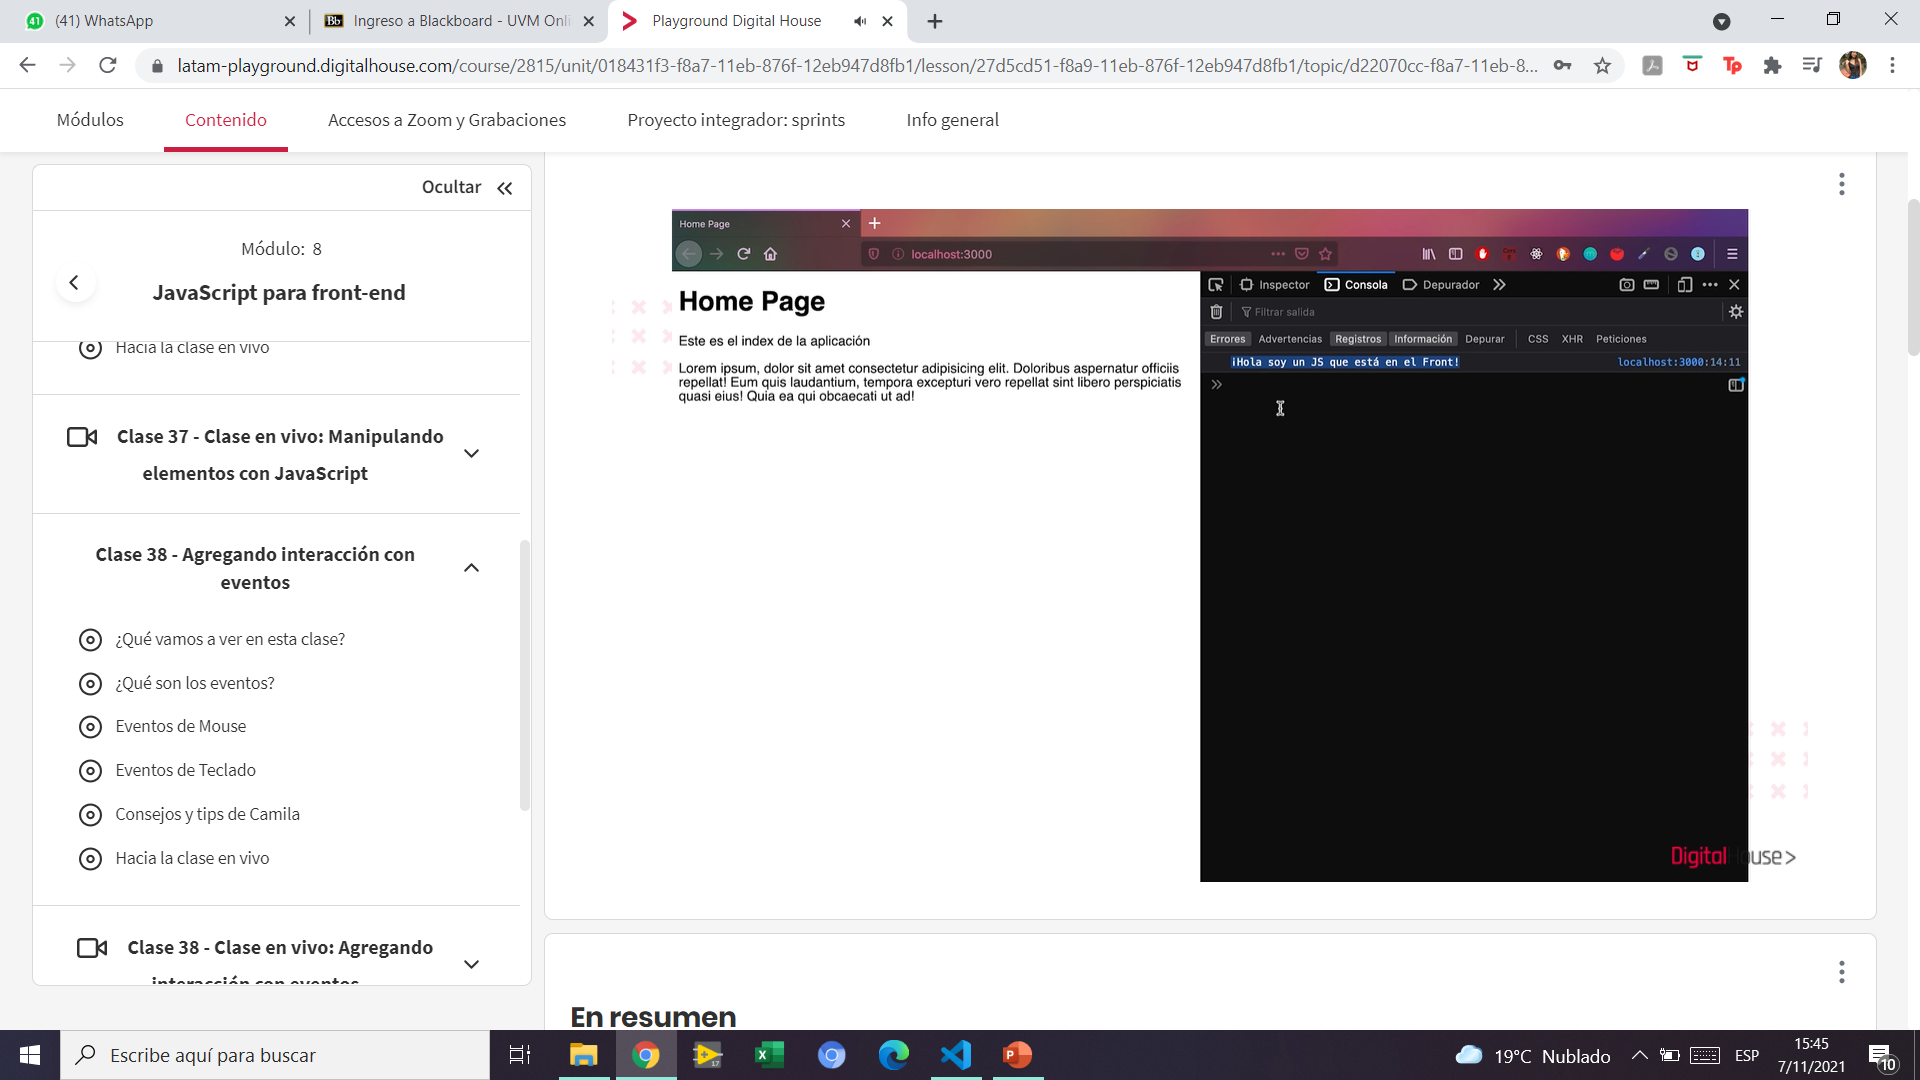 (41) WhatsApp
Ingreso a Blackboard - UVM Onli
Playground Digital House
latam-playground.digitalhouse.com/course/2815/unit/018431f3-f8a7-11eb-876f-12eb947d8fb1/lesson/27d5cd51-f8a9-11eb-876f-12eb947d8fb1/topic/d22070cc-f8a7-11eb-8...
Módulos
Contenido
Accesos a Zoom y Grabaciones
Proyecto integrador: sprints
Info general
Ocultar
Módulo: 8
JavaScript para front-end
Hacia la clase en vivo
Clase 37 - Clase en vivo: Manipulando
elementos con JavaScript
Clase 38 - Agregando interacción con
eventos
¿Qué vamos a ver en esta clase?
¿Qué son los eventos?
Eventos de Mouse
Eventos de Teclado
Consejos y tips de Camila
Hacia la clase en vivo
Clase 38 - Clase en vivo: Agregando
interacción con eventos
Home Page
localhost:3000
Home Page
Este es el index de la aplicación
Lorem ipsum, dolor sit amet consectetur adipisicing elit. Doloribus aspernatur officiis
repellat! Eum quis laudantium, tempora excepturi vero repellat sint libero perspiciatis
quasi eius! Quia ea qui obcaecati ut ad!
Inspector
Consola
Depurador
Filtrar salida
Errores
Advertencias
Registros
Información
Depurar
CSS
XHR
Peticiones
¡Hola soy un JS que está en el Front!
localhost:3000:14:11
DigitalHouse>
En resumen
Escribe aquí para buscar
19°C Nublado
ESP
15:45
7/11/2021
10